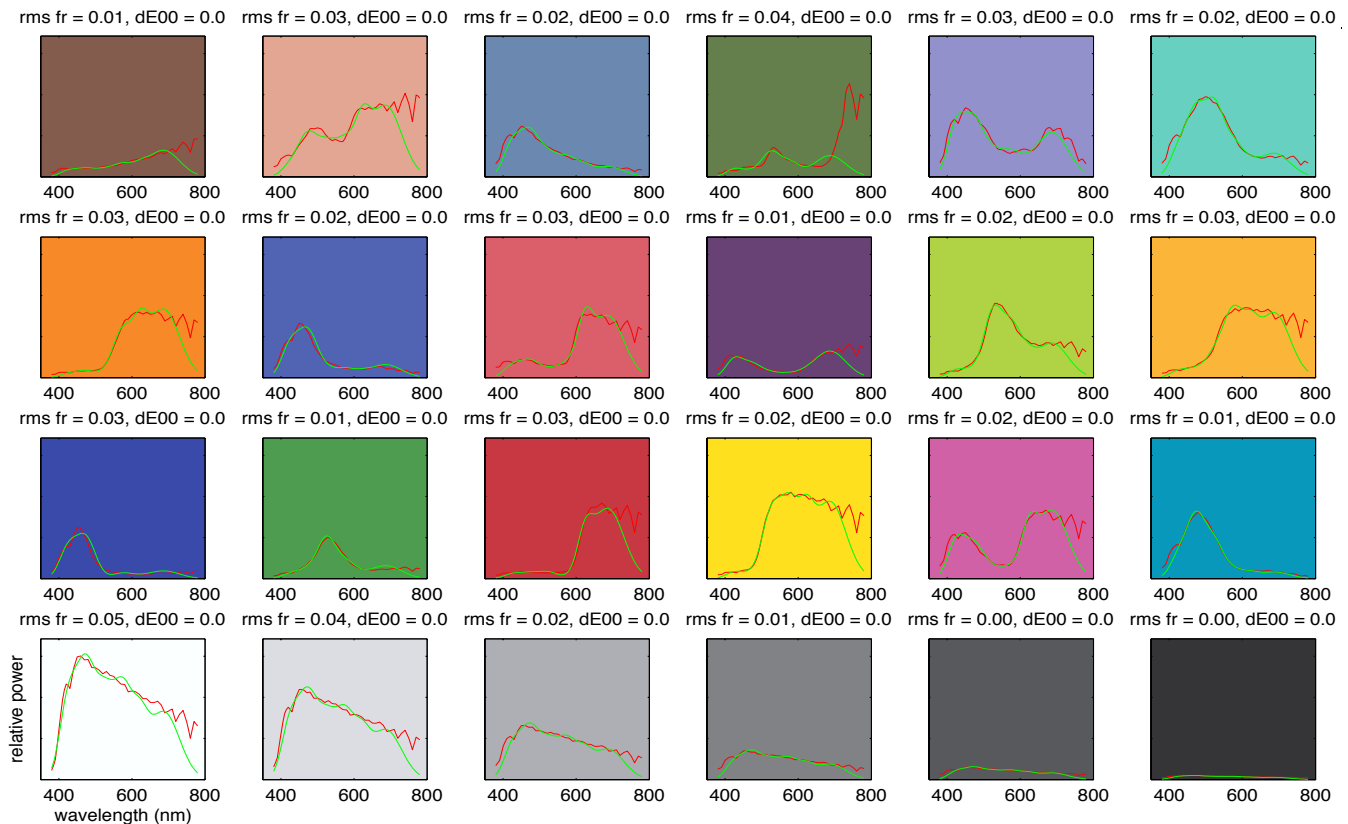 rms fr = 0.01, dE00 = 0.0 rms fr = 0.03, dE00 = 0.0 rms fr = 0.02, dE00 = 0.0 rms fr = 0.04, dE00 = 0.0 rms fr = 0.03, dE00 = 0.0 rms fr = 0.02, dE00 = 0.0
400 600 800 400 600 800 400 600 800 400 600 800 400 600 800 400 600 800
rms fr = 0.03, dE00 = 0.0 rms fr = 0.02, dE00 = 0.0 rms fr = 0.03, dE00 = 0.0 rms fr = 0.01, dE00 = 0.0 rms fr = 0.02, dE00 = 0.0 rms fr = 0.03, dE00 = 0.0
400 600 800 400 600 800 400 600 800 400 600 800 400 600 800 400 600 800
rms fr = 0.03, dE00 = 0.0 rms fr = 0.01, dE00 = 0.0 rms fr = 0.03, dE00 = 0.0 rms fr = 0.02, dE00 = 0.0 rms fr = 0.02, dE00 = 0.0 rms fr = 0.01, dE00 = 0.0
400 600 800 400 600 800 400 600 800 400 600 800 400 600 800 400 600 800
rms fr = 0.05, dE00 = 0.0 rms fr = 0.04, dE00 = 0.0 rms fr = 0.02, dE00 = 0.0 rms fr = 0.01, dE00 = 0.0 rms fr = 0.00, dE00 = 0.0 rms fr = 0.00, dE00 = 0.0
relative power
400 600 800 400 600 800 400 600 800 400 600 800 400 600 800 400 600 800
wavelength (nm)